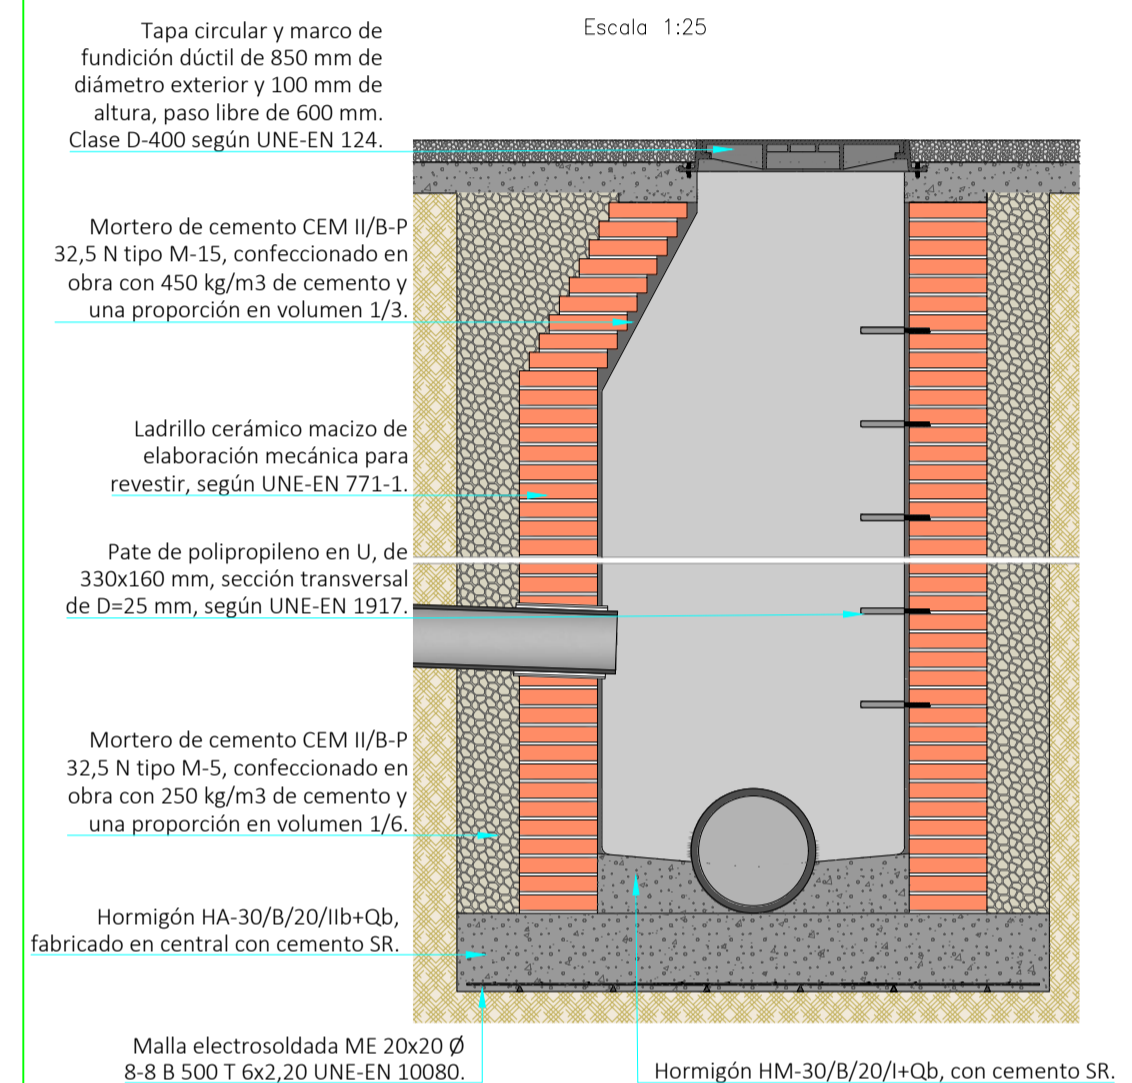 Escala 1:25
Tapa circular y marco de
fundición dúctil de 850 mm de
diámetro exterior y 100 mm de
altura, paso libre de 600 mm.
Clase D-400 según UNE-EN 124.
Mortero de cemento CEM II/B-P
32,5 N tipo M-15, confeccionado en
obra con 450 kg/m3 de cemento y
una proporción en volumen 1/3.
Ladrillo cerámico macizo de
elaboración mecánica para
revestir, según UNE-EN 771-1.
Pate de polipropileno en U, de
330x160 mm, sección transversal
de D=25 mm, según UNE-EN 1917.
Mortero de cemento CEM II/B-P
32,5 N tipo M-5, confeccionado en
obra con 250 kg/m3 de cemento y
una proporción en volumen 1/6.
Hormigón HA-30/B/20/IIb+Qb,
fabricado en central con cemento SR.
Malla electrosoldada ME 20x20 Ø
8-8 B 500 T 6x2,20 UNE-EN 10080.
Hormigón HM-30/B/20/I+Qb, con cemento SR.